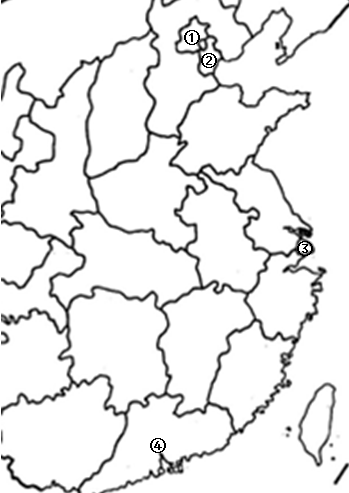 ①
②
③
④